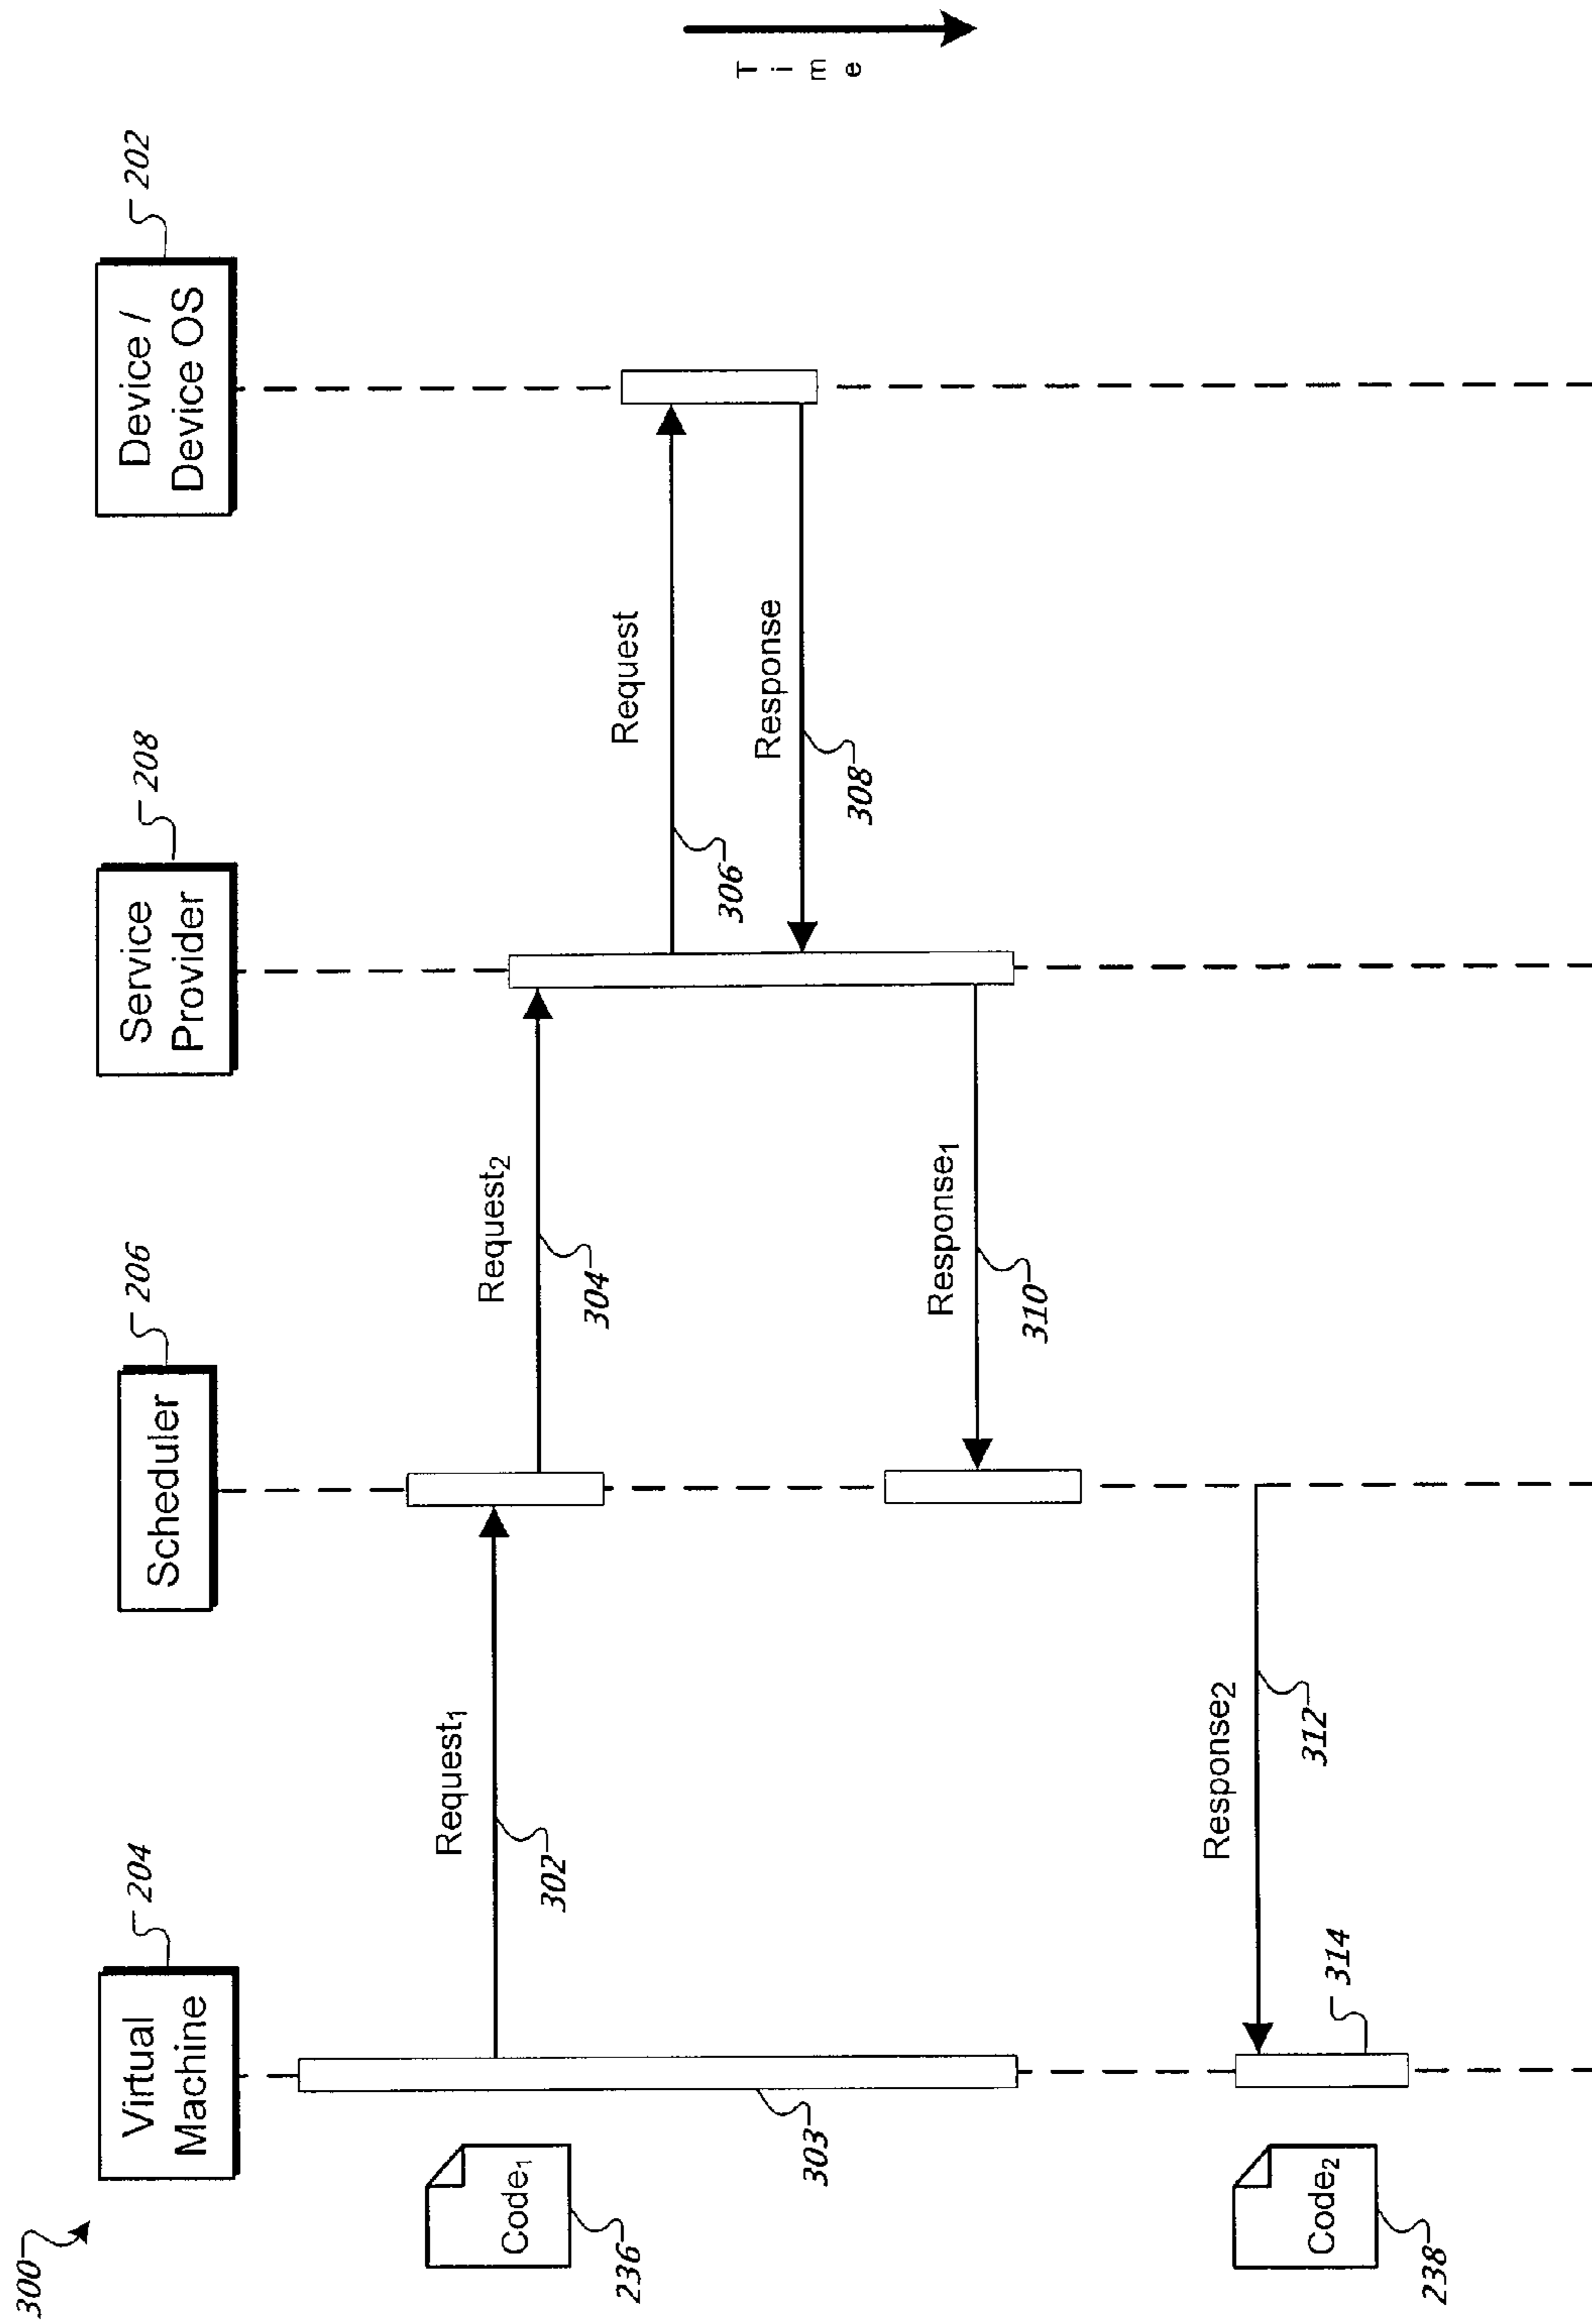 300
Virtual
Machine
204
Scheduler
206
Service
Provider
208
Device /
Device OS
202
Code₁
236
303
Request₁
302
Request₂
304
Request
306
Response
308
Response₁
310
Response₂
312
314
Code₂
238
Time